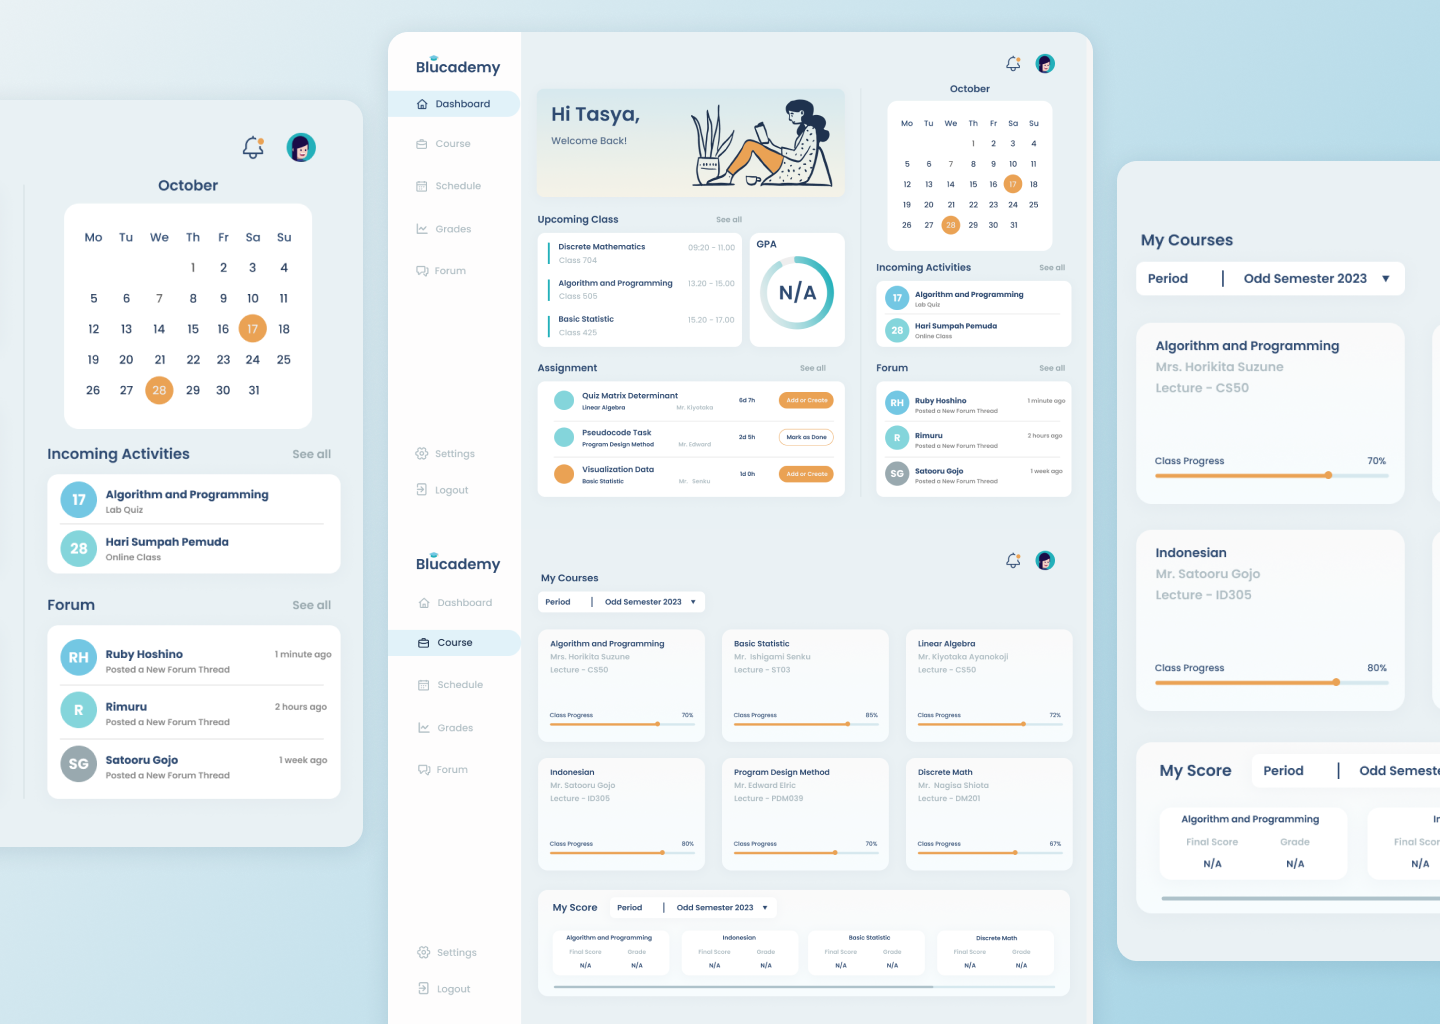 October
Mo Tu We Th Fr Sa Su
1 2 3 4
5 6 7 8 9 10 11
12 13 14 15 16 17 18
19 20 21 22 23 24 25
26 27 28 29 30 31
Incoming Activities See all
17 Algorithm and Programming
Lab Quiz
28 Hari Sumpah Pemuda
Online Class
Forum See all
RH Ruby Hoshino 1 minute ago
Posted a New Forum Thread
R Rimuru 2 hours ago
Posted a New Forum Thread
SG Satooru Gojo 1 week ago
Posted a New Forum Thread
Blucademy
Dashboard
Course
Schedule
Grades
Forum
Settings
Logout
Hi Tasya,
Welcome Back!
Upcoming Class See all
Discrete Mathematics 09:20 - 11.00
Class 704
Algorithm and Programming 13.20 - 15.00
Class 505
Basic Statistic 15.20 - 17.00
Class 425
GPA
N/A
Assignment See all
Quiz Matrix Determinant 6d 7h Add or Create
Linear Algebra Mr. Kiyotaka
Pseudocode Task 2d 5h Mark as Done
Program Design Method Mr. Edward
Visualization Data 1d 0h Add or Create
Basic Statistic Mr. Senku
October
Mo Tu We Th Fr Sa Su
1 2 3 4
5 6 7 8 9 10 11
12 13 14 15 16 17 18
19 20 21 22 23 24 25
26 27 28 29 30 31
Incoming Activities See all
17 Algorithm and Programming
Lab Quiz
28 Hari Sumpah Pemuda
Online Class
Forum See all
RH Ruby Hoshino 1 minute ago
Posted a New Forum Thread
R Rimuru 2 hours ago
Posted a New Forum Thread
SG Satooru Gojo 1 week ago
Posted a New Forum Thread
Blucademy
Dashboard
Course
Schedule
Grades
Forum
Settings
Logout
My Courses
Period | Odd Semester 2023
Algorithm and Programming
Mrs. Horikita Suzune
Lecture - CS50
Class Progress 70%
Basic Statistic
Mr. Ishigami Senku
Lecture - ST03
Class Progress 85%
Linear Algebra
Mr. Kiyotaka Ayanokoji
Lecture - CS50
Class Progress 72%
Indonesian
Mr. Satooru Gojo
Lecture - ID305
Class Progress 80%
Program Design Method
Mr. Edward Elric
Lecture - PDM039
Class Progress 70%
Discrete Math
Mr. Nogisa Shiota
Lecture - DM201
Class Progress 67%
My Score Period | Odd Semester 2023
Algorithm and Programming
Final Score Grade
N/A N/A
Indonesian
Final Score Grade
N/A N/A
Basic Statistic
Final Score Grade
N/A N/A
Discrete Math
Final Score Grade
N/A N/A
My Courses
Period | Odd Semester 2023
Algorithm and Programming
Mrs. Horikita Suzune
Lecture - CS50
Class Progress 70%
Indonesian
Mr. Satooru Gojo
Lecture - ID305
Class Progress 80%
My Score Period | Odd Semeste
Algorithm and Programming
Final Score Grade
N/A N/A
In
Final Scor
N/A